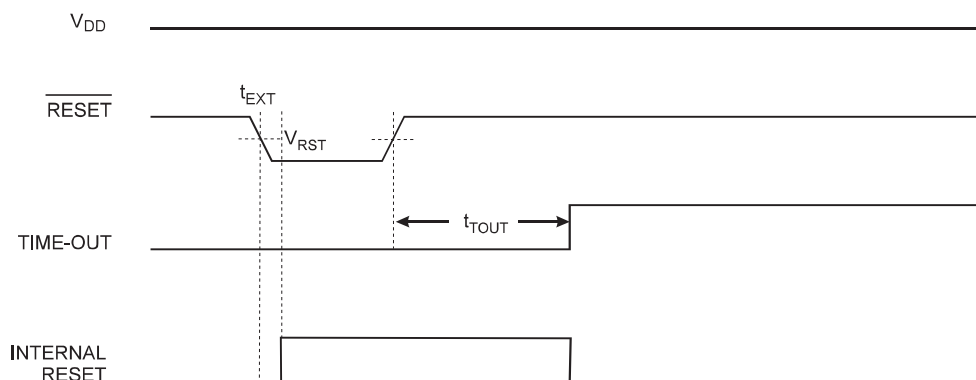 VDD
RESET
tEXT
VRST
tTOUT
TIME-OUT
INTERNAL
RESET